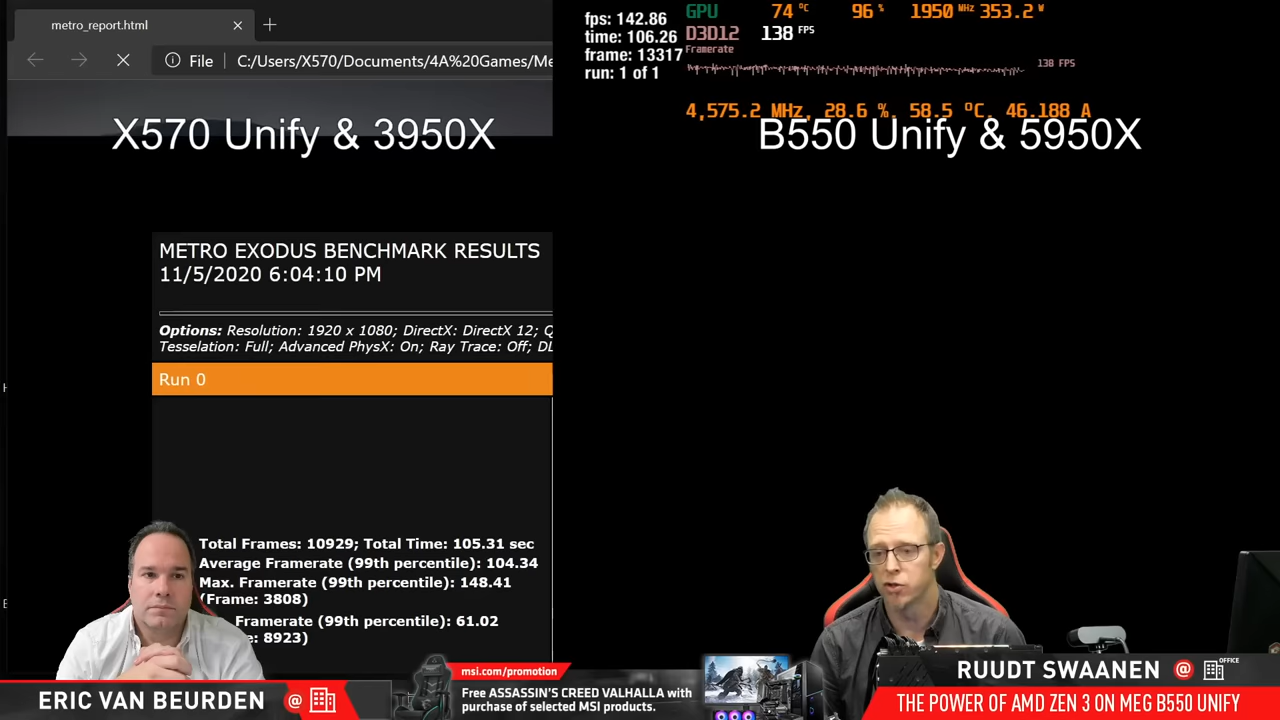 metro_report.html
File C:/Users/X570/Documents/4A%20Games/Me
X570 Unify & 3950X
METRO EXODUS BENCHMARK RESULTS
11/5/2020 6:04:10 PM
Options: Resolution: 1920 x 1080; DirectX: DirectX 12; Q
Tesselation: Full; Advanced PhysX: On; Ray Trace: Off; DL
Run 0
Total Frames: 10929; Total Time: 105.31 sec
Average Framerate (99th percentile): 104.34
Max. Framerate (99th percentile): 148.41
(Frame: 3808)
Framerate (99th percentile): 61.02
e: 8923)
fps: 142.86
time: 106.26
frame: 13317
run: 1 of 1
GPU 74 °C 96 % 1950 MHz 353.2 W
D3D12 138 FPS
Framerate
138 FPS
4,575.2 MHz, 28.6 %, 58.5 °C, 46.188 A
B550 Unify & 5950X
ERIC VAN BEURDEN @
msi.com/promotion
Free ASSASSIN'S CREED VALHALLA with
purchase of selected MSI products.
RUUDT SWAANEN @ OFFICE
THE POWER OF AMD ZEN 3 ON MEG B550 UNIFY